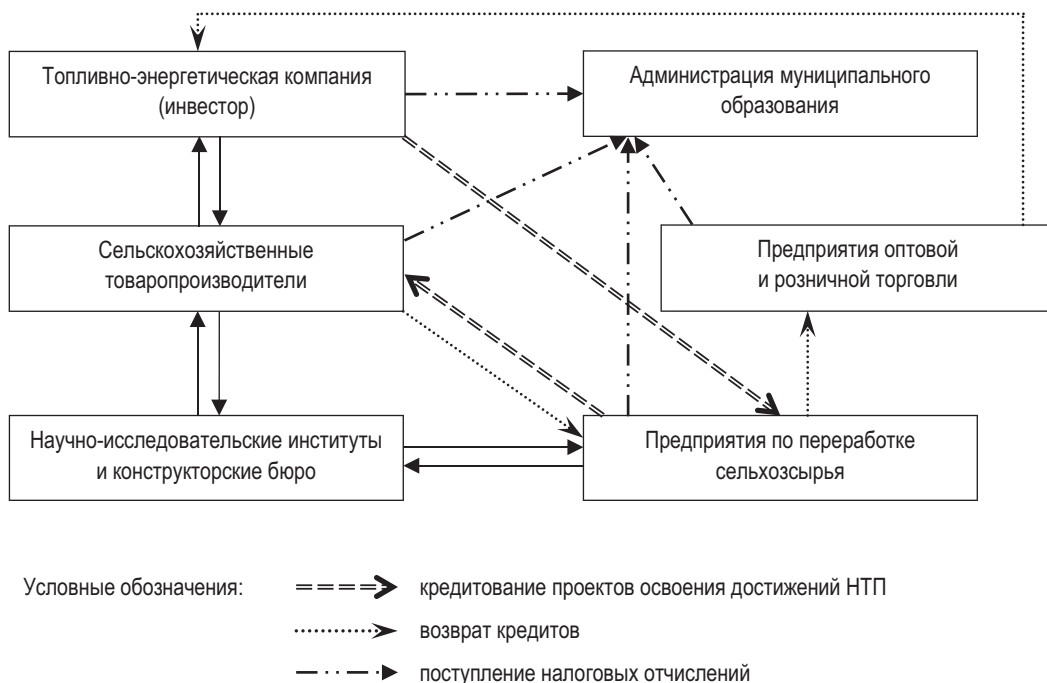 Топливно-энергетическая компания
(инвестор)
Администрация муниципального
образования
Сельскохозяйственные
товаропроизводители
Предприятия оптовой
и розничной торговли
Научно-исследовательские институты
и конструкторские бюро
Предприятия по переработке
сельхозсырья
Условные обозначения:
кредитование проектов освоения достижений НТП
возврат кредитов
поступление налоговых отчислений